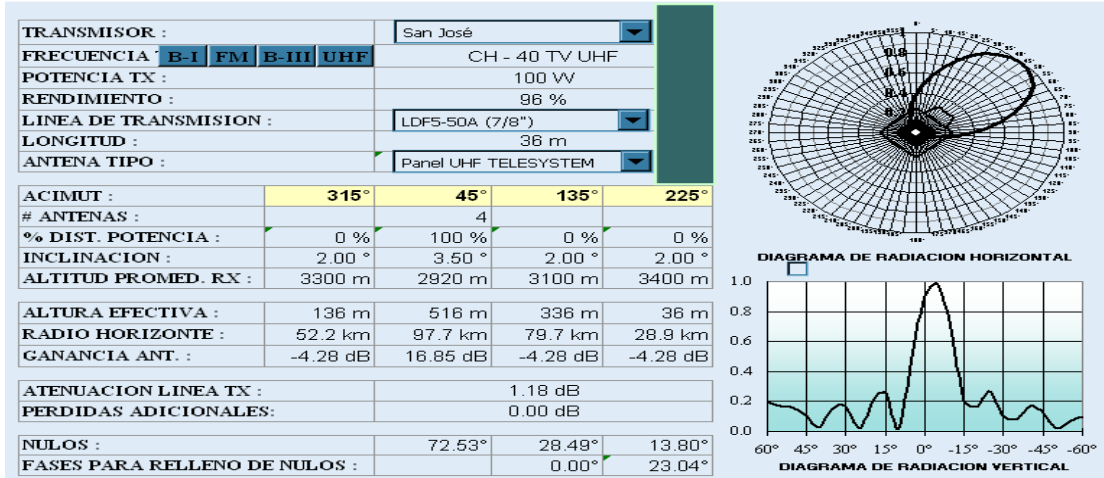 TRANSMISOR : San José
FRECUENCIA B-I FM B-III UHF CH - 40 TV UHF
POTENCIA TX : 100 W
RENDIMIENTO : 96 %
LINEA DE TRANSMISION : LDF5-50A (7/8")
LONGITUD : 36 m
ANTENA TIPO : Panel UHF TELESYSTEM
ACIMUT : 315° 45° 135° 225°
# ANTENAS : 4
% DIST. POTENCIA : 0 % 100 % 0 % 0 %
INCLINACION : 2.00 ° 3.50 ° 2.00 ° 2.00 °
ALTITUD PROMED. RX : 3300 m 2920 m 3100 m 3400 m
ALTURA EFECTIVA : 136 m 516 m 336 m 36 m
RADIO HORIZONTE : 52.2 km 97.7 km 79.7 km 28.9 km
GANANCIA ANT. : -4.28 dB 16.85 dB -4.28 dB -4.28 dB
ATENUACION LINEA TX : 1.18 dB
PERDIDAS ADICIONALES: 0.00 dB
NULOS : 72.53° 28.49° 13.80°
FASES PARA RELLENO DE NULOS : 0.00° 23.04°
DIAGRAMA DE RADIACION HORIZONTAL
1.0
0.8
0.6
0.4
0.2
0.0
60° 45° 30° 15° 0° -15° -30° -45° -60°
DIAGRAMA DE RADIACION VERTICAL